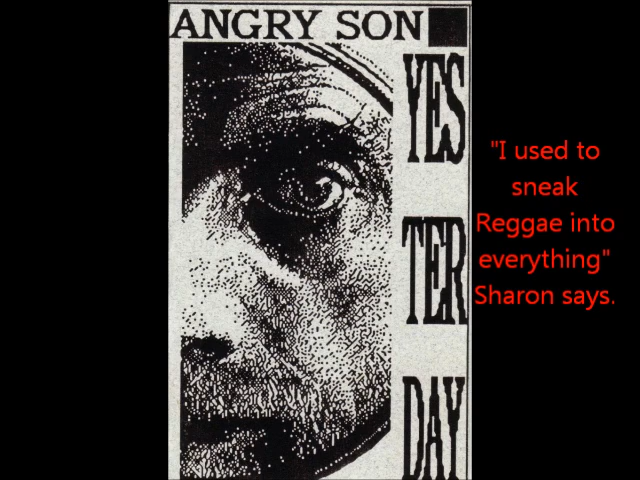 ANGRY SON
YES
TER
DAY
"I used to
sneak
Reggae into
everything"
Sharon says.